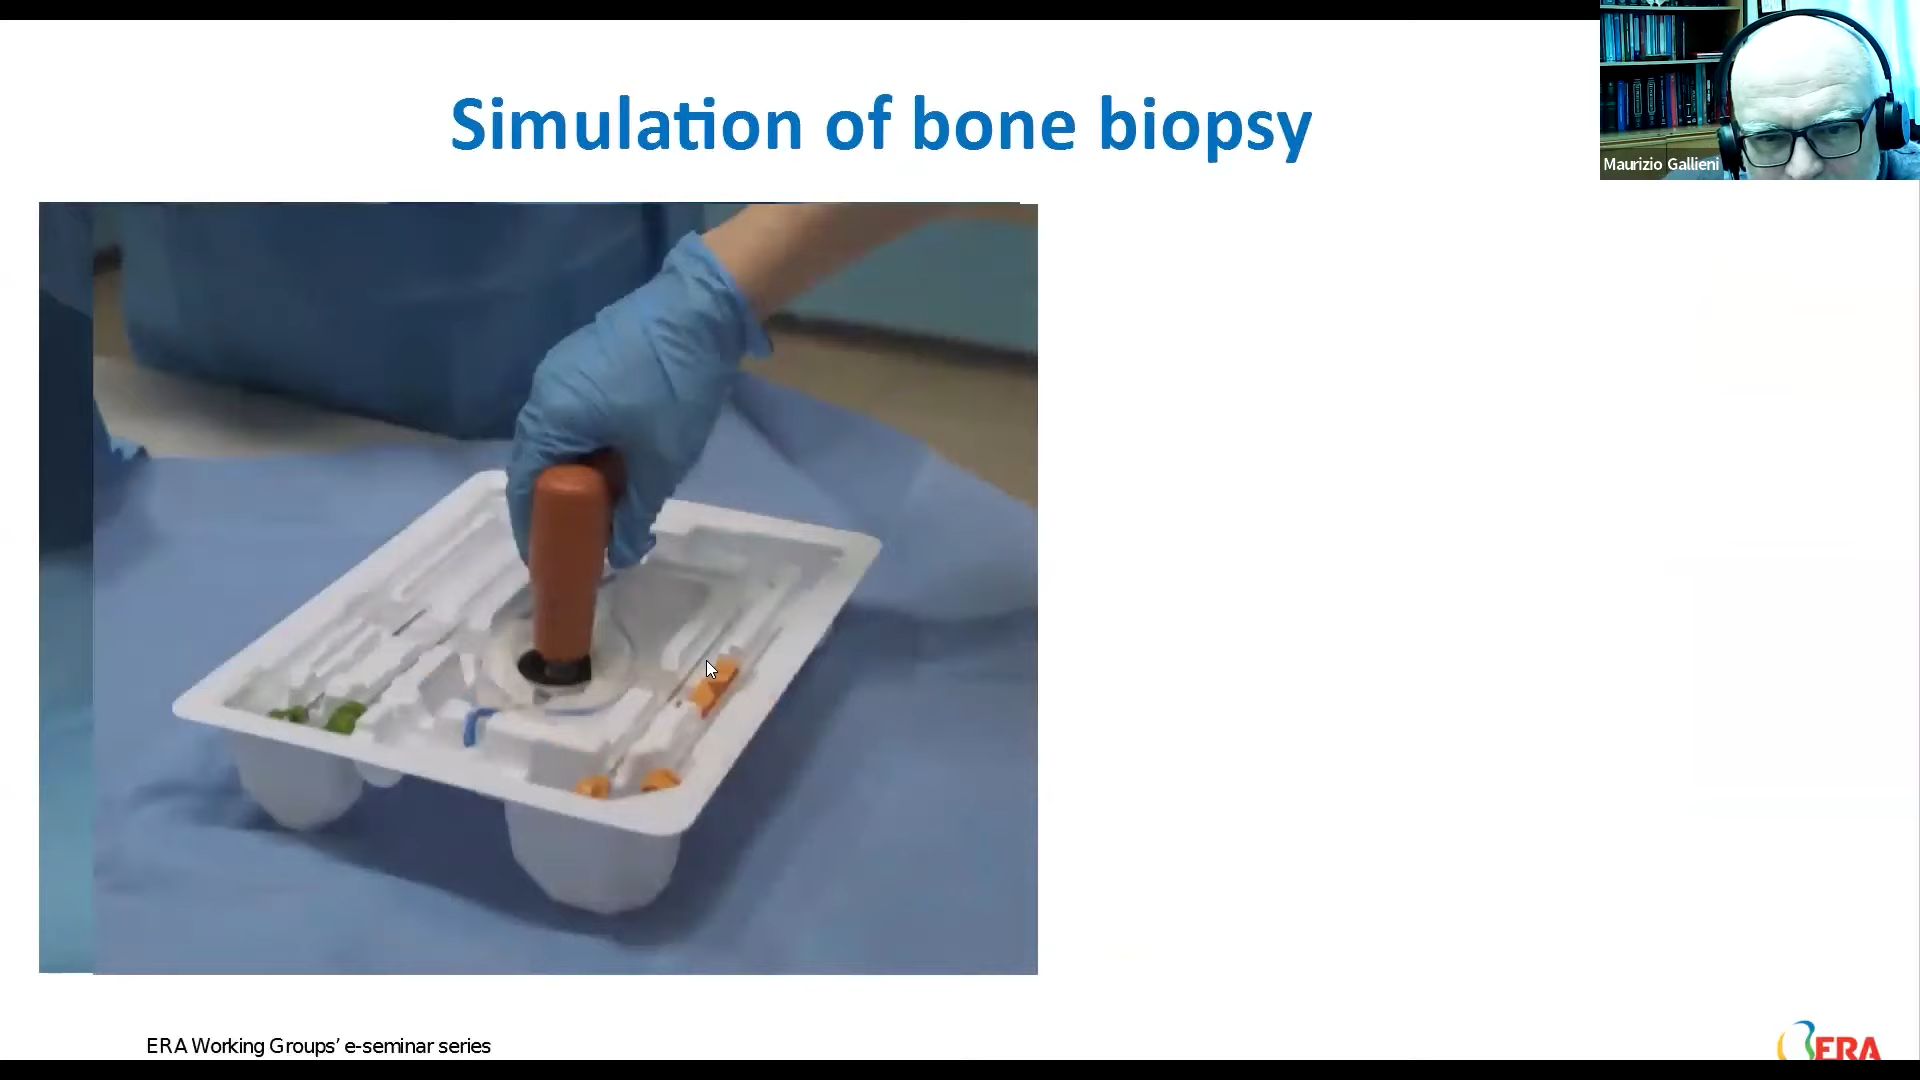 Simulation of bone biopsy
Maurizio Gallieni
ERA Working Groups’ e-seminar series
ERA